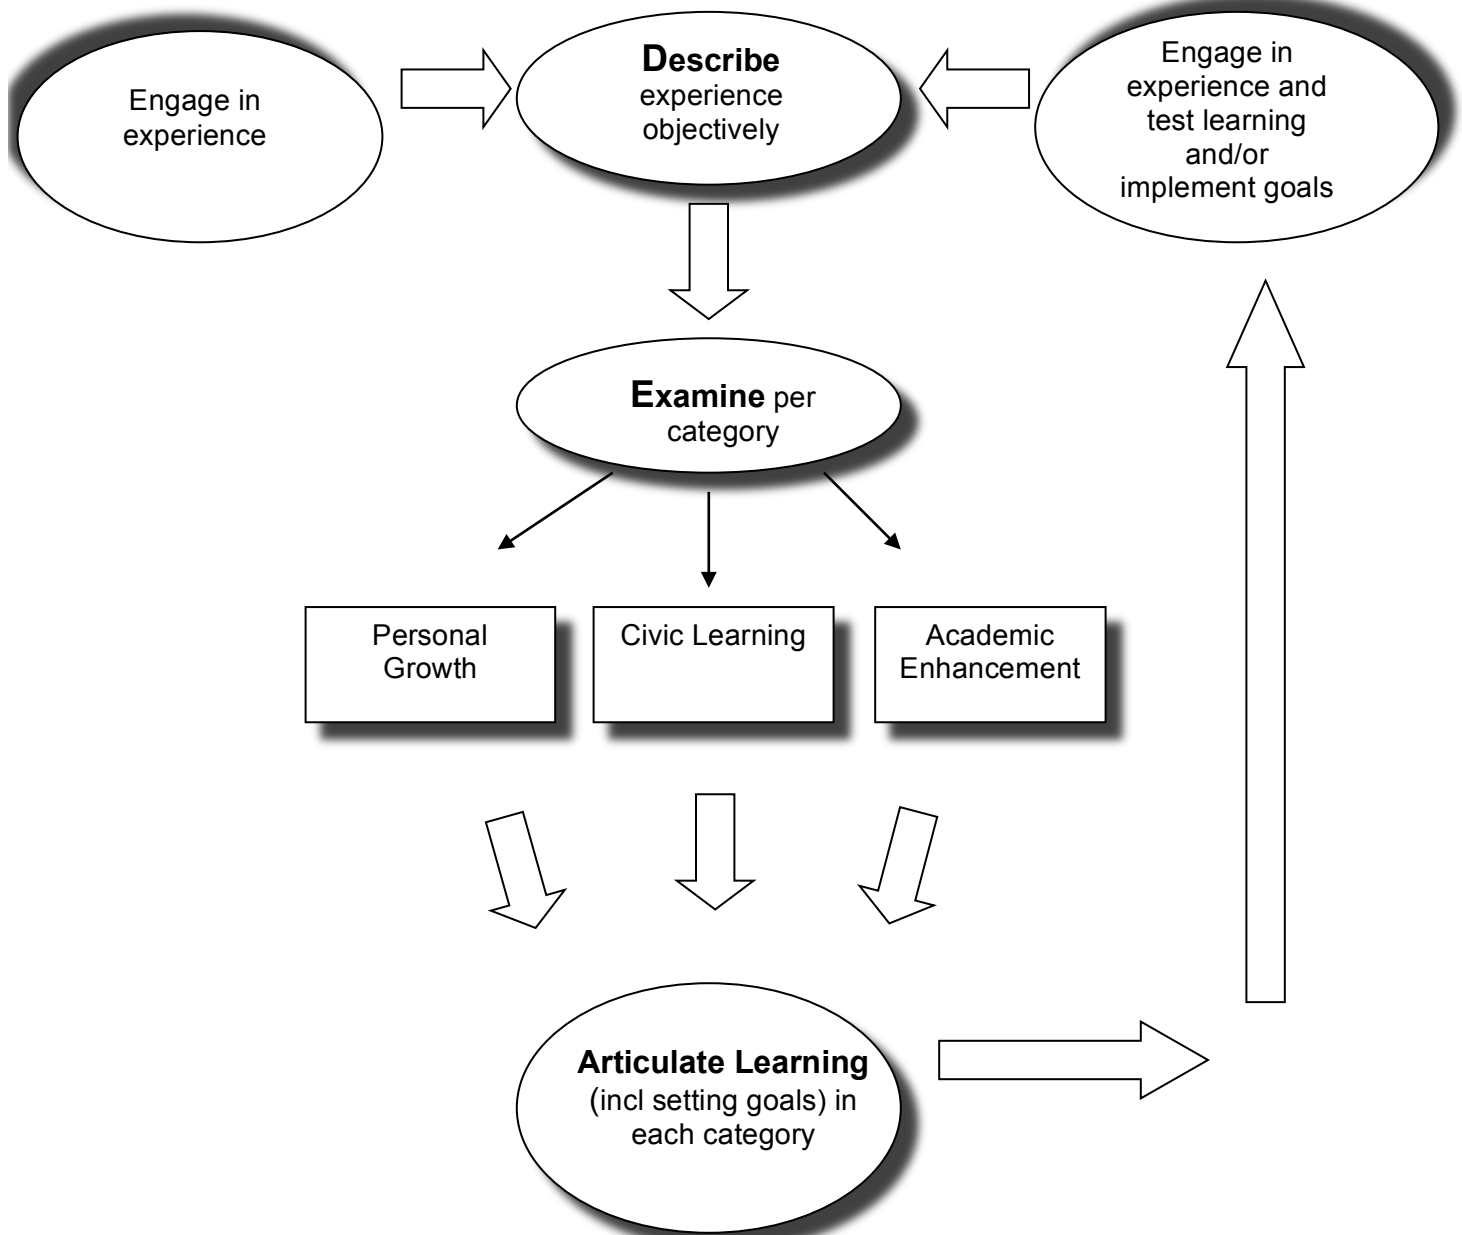 Engage in
experience
Describe
experience
objectively
Engage in
experience and
test learning
and/or
implement goals
Examine per
category
Personal
Growth
Civic Learning
Academic
Enhancement
Articulate Learning
(incl setting goals) in
each category